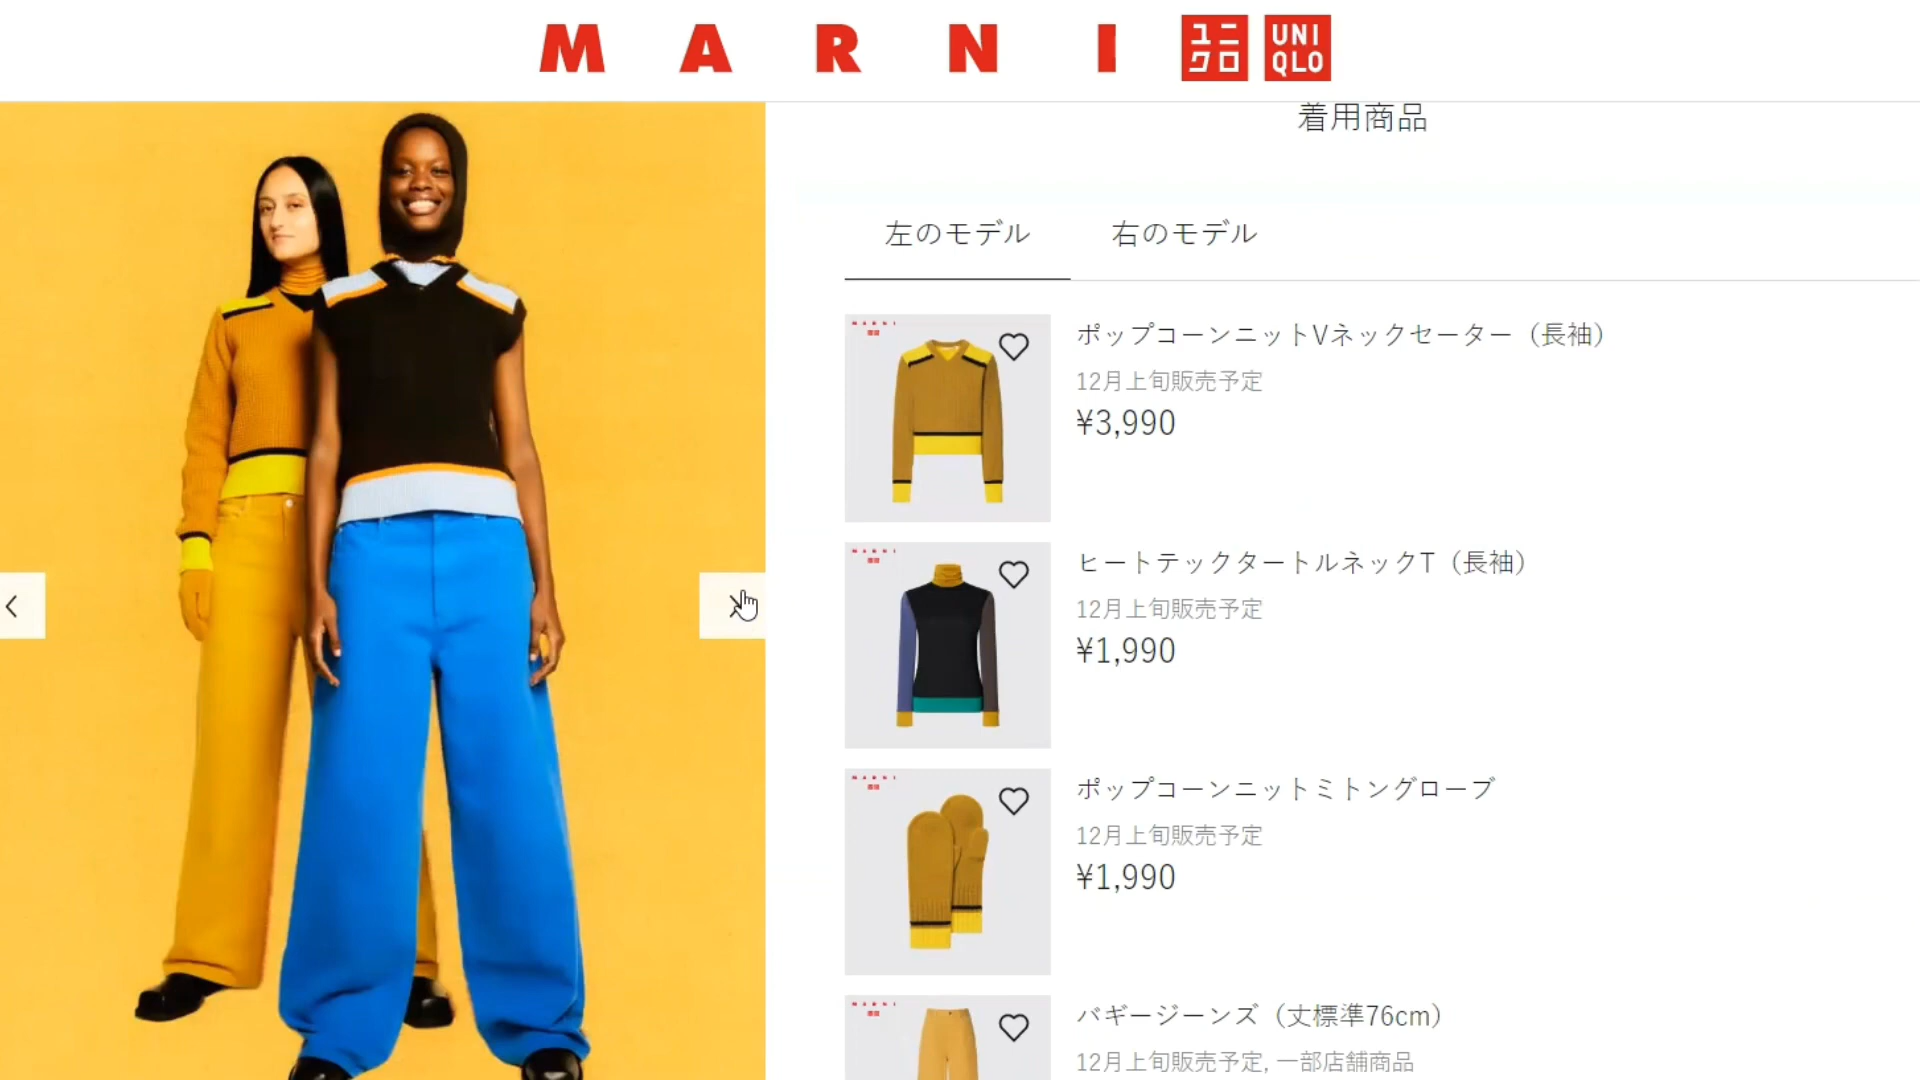 MARNI ユニクロ UNIQLO
着用商品
左のモデル 右のモデル
ポップコーンニットVネックセーター（長袖）
12月上旬販売予定
¥3,990
ヒートテックタートルネックT（長袖）
12月上旬販売予定
¥1,990
ポップコーンニットミトングローブ
12月上旬販売予定
¥1,990
バギージーンズ（丈標準76cm）
12月上旬販売予定, 一部店舗商品
MARNI
MARNI
MARNI
MARNI